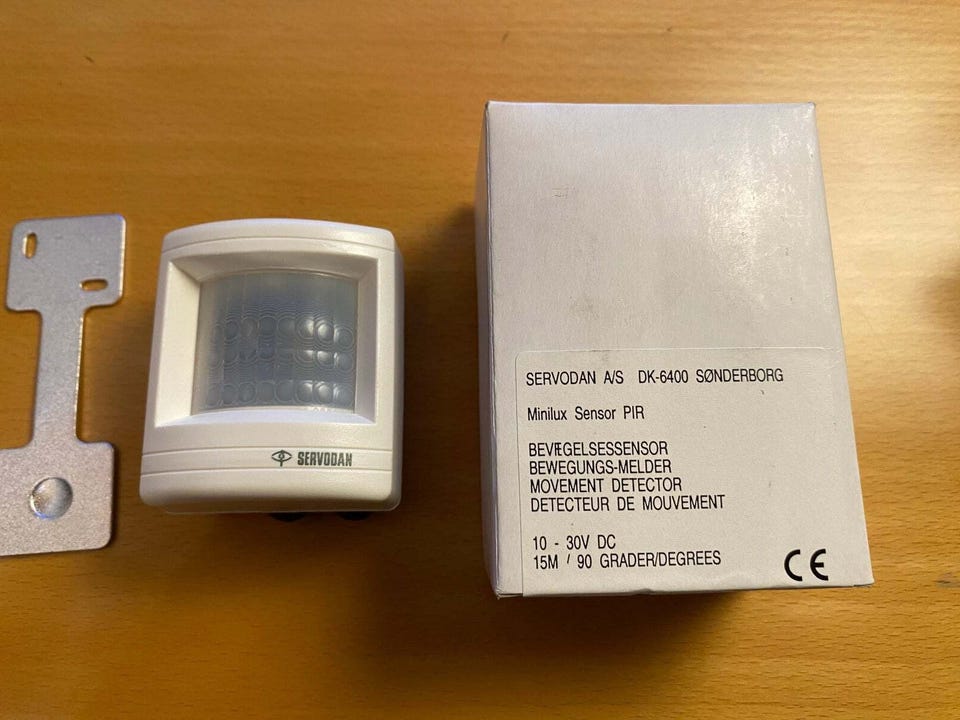 SERVODAN
SERVODAN A/S DK-6400 SØNDERBORG
Minilux Sensor PIR
BEVÆGELSESSENSOR
BEWEGUNGS-MELDER
MOVEMENT DETECTOR
DETECTEUR DE MOUVEMENT
10 - 30V DC
15M / 90 GRADER/DEGREES
CE